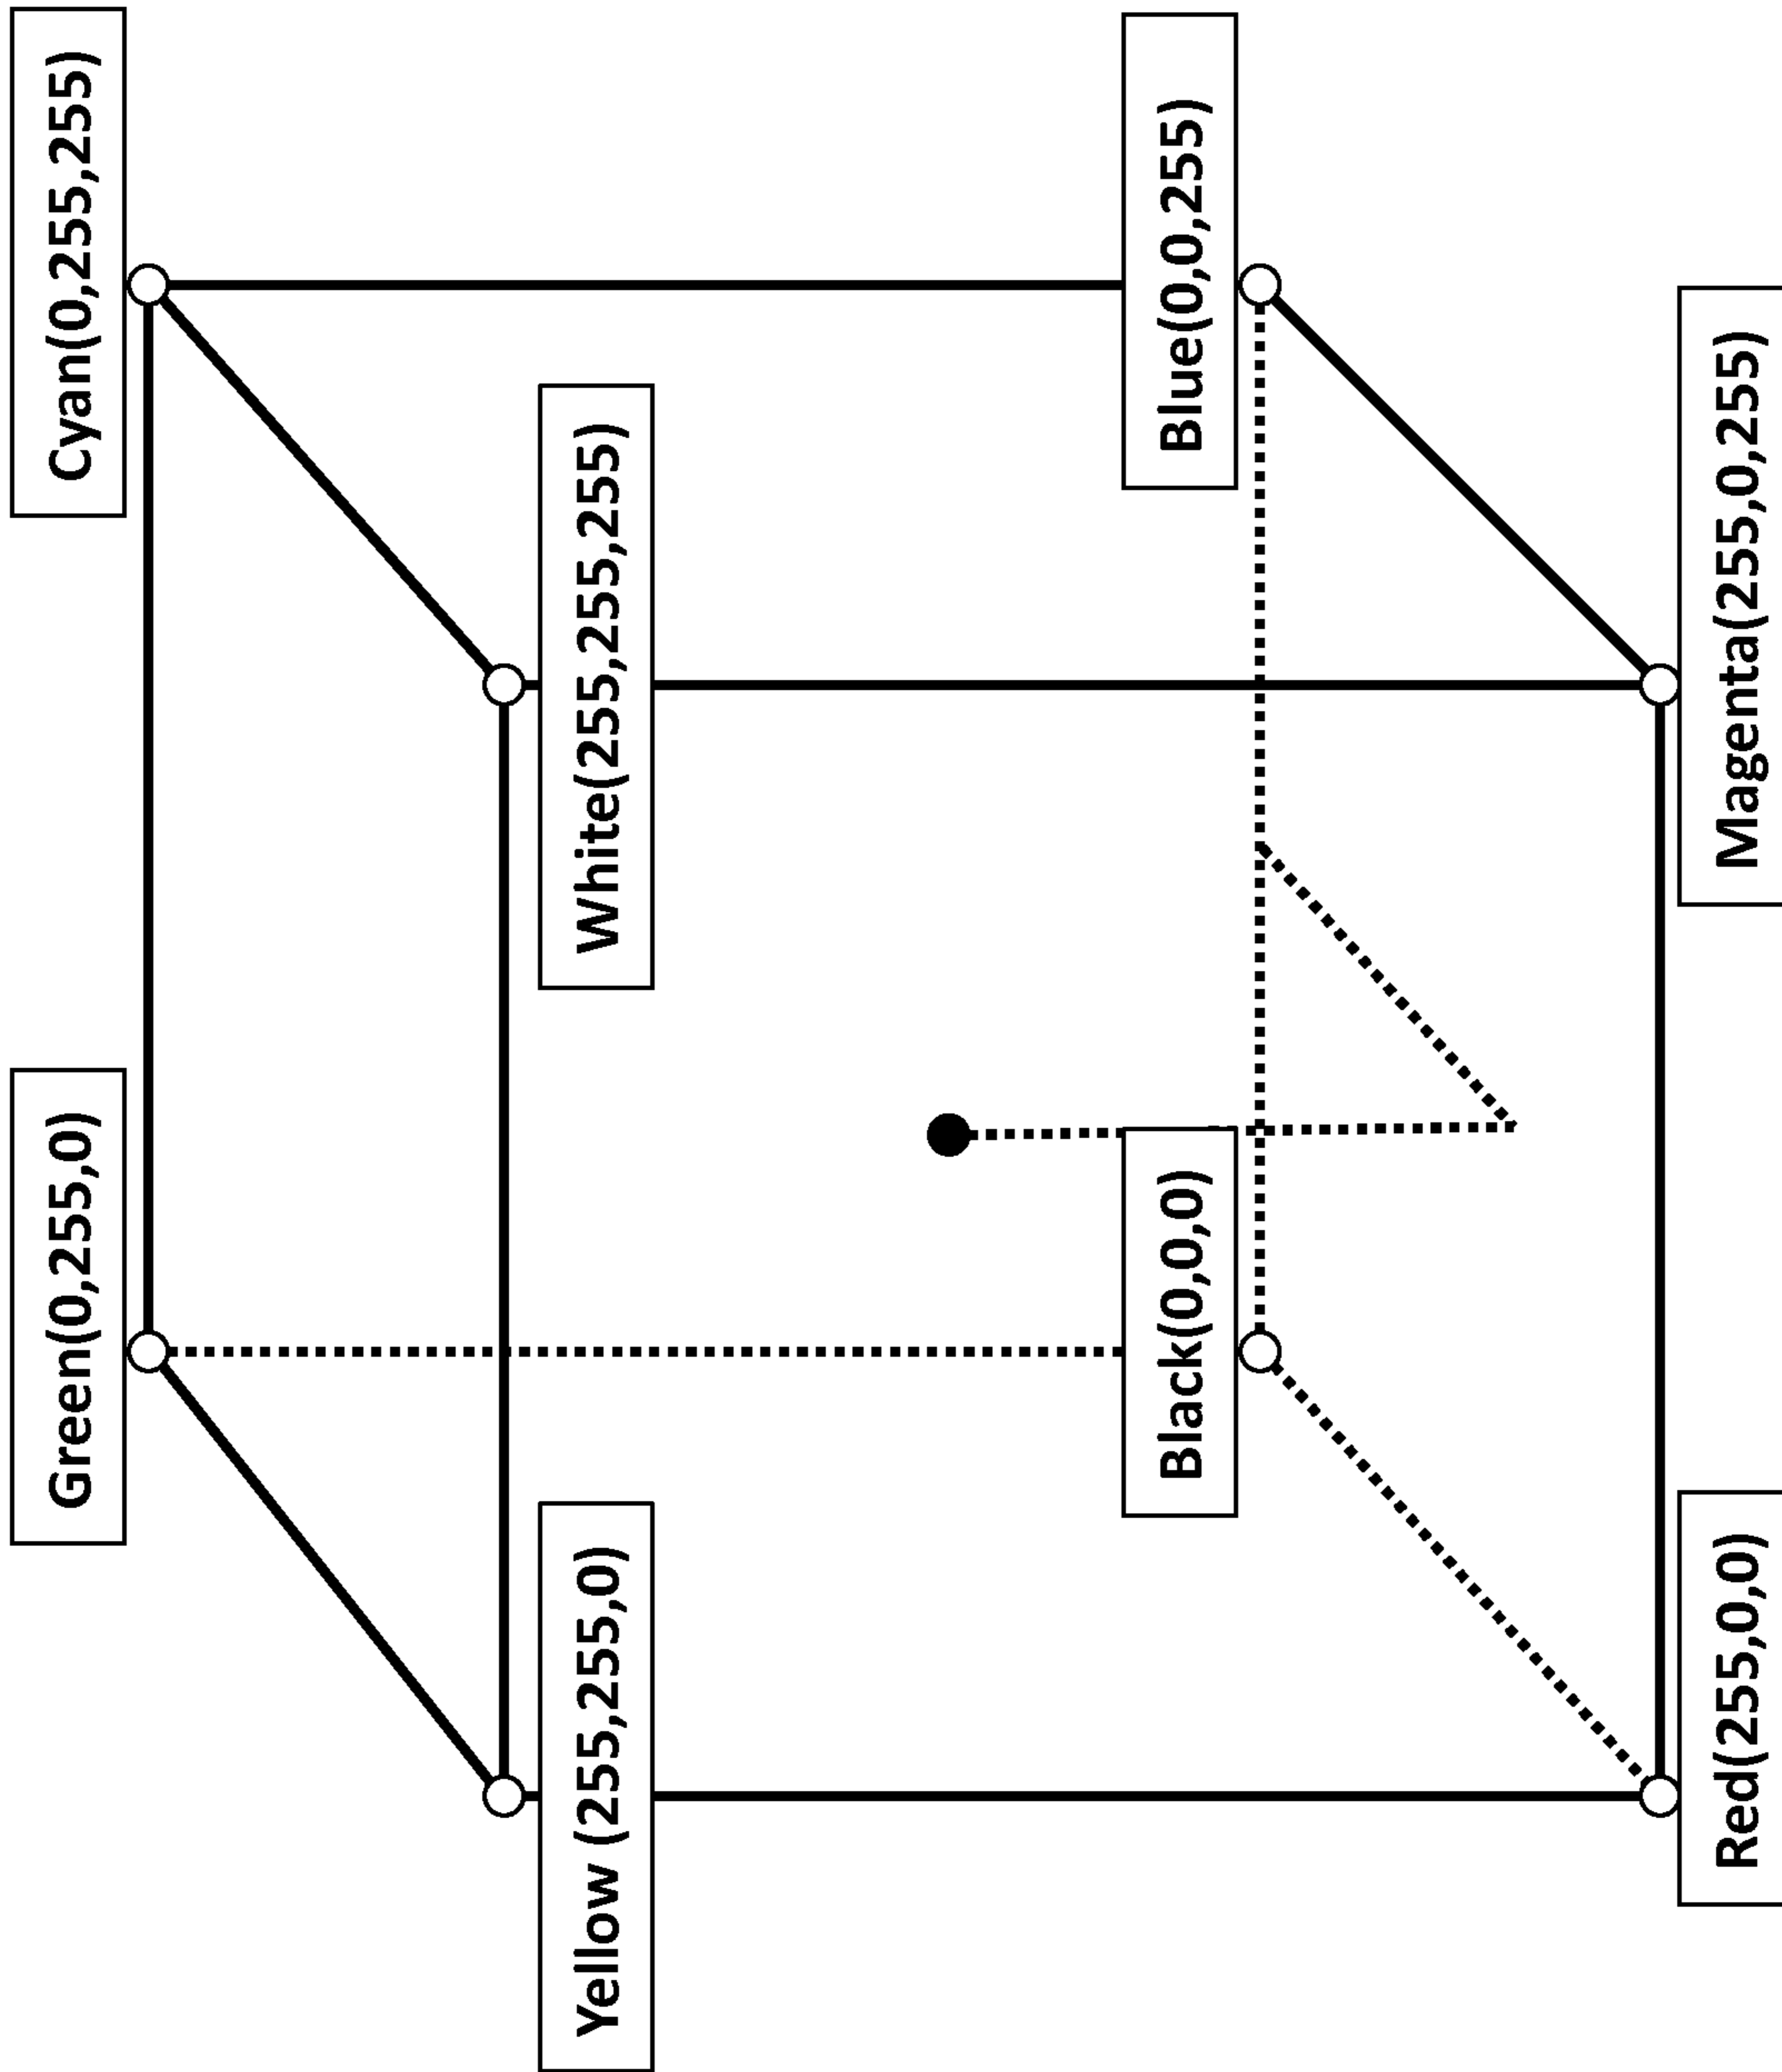 Green(0,255,0)
Cyan(0,255,255)
Yellow (255,255,0)
White(255,255,255)
Black(0,0,0)
Blue(0,0,255)
Red(255,0,0)
Magenta(255,0,255)